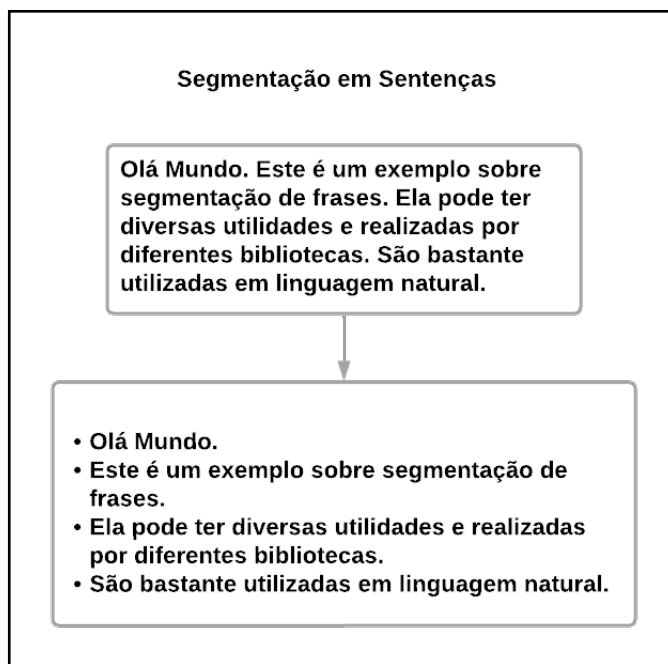 Segmentação em Sentenças
Olá Mundo. Este é um exemplo sobre
segmentação de frases. Ela pode ter
diversas utilidades e realizadas por
diferentes bibliotecas. São bastante
utilizadas em linguagem natural.
• Olá Mundo.
• Este é um exemplo sobre segmentação de
frases.
• Ela pode ter diversas utilidades e realizadas
por diferentes bibliotecas.
• São bastante utilizadas em linguagem natural.